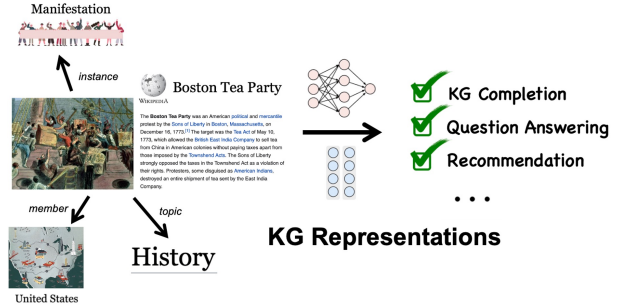 Manifestation
instance
WIKIPEDIA
Boston Tea Party
The Boston Tea Party was an American political and mercantile
protest by the Sons of Liberty in Boston, Massachusetts, on
December 16, 1773.[1] The target was the Tea Act of May 10,
1773, which allowed the British East India Company to sell tea
from China in American colonies without paying taxes apart from
those imposed by the Townshend Acts. The Sons of Liberty
strongly opposed the taxes in the Townshend Act as a violation of
their rights. Protesters, some disguised as American Indians,
destroyed an entire shipment of tea sent by the East India
Company.
member
topic
History
United States
KG Completion
Question Answering
Recommendation
...
KG Representations